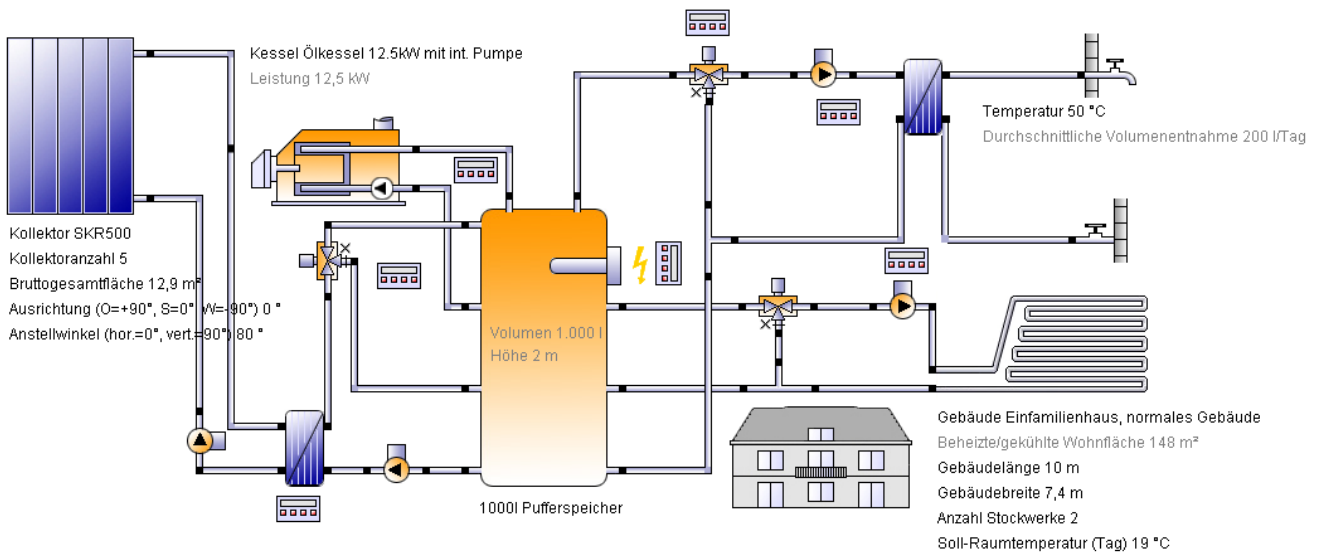 Kessel Ölkessel 12.5kW mit int. Pumpe
Leistung 12,5 kW
Temperatur 50 °C
Durchschnittliche Volumenentnahme 200 l/Tag
Kollektor SKR500
Kollektoranzahl 5
Bruttogesamtfläche 12,9 m²
Ausrichtung (O=+90°, S=0°, W=-90°) 0 °
Anstellwinkel (hor.=0°, vert.=90°) 80 °
Volumen 1.000 l
Höhe 2 m
1000l Pufferspeicher
Gebäude Einfamilienhaus, normales Gebäude
Beheizte/gekühlte Wohnfläche 148 m²
Gebäudelänge 10 m
Gebäudebreite 7,4 m
Anzahl Stockwerke 2
Soll-Raumtemperatur (Tag) 19 °C